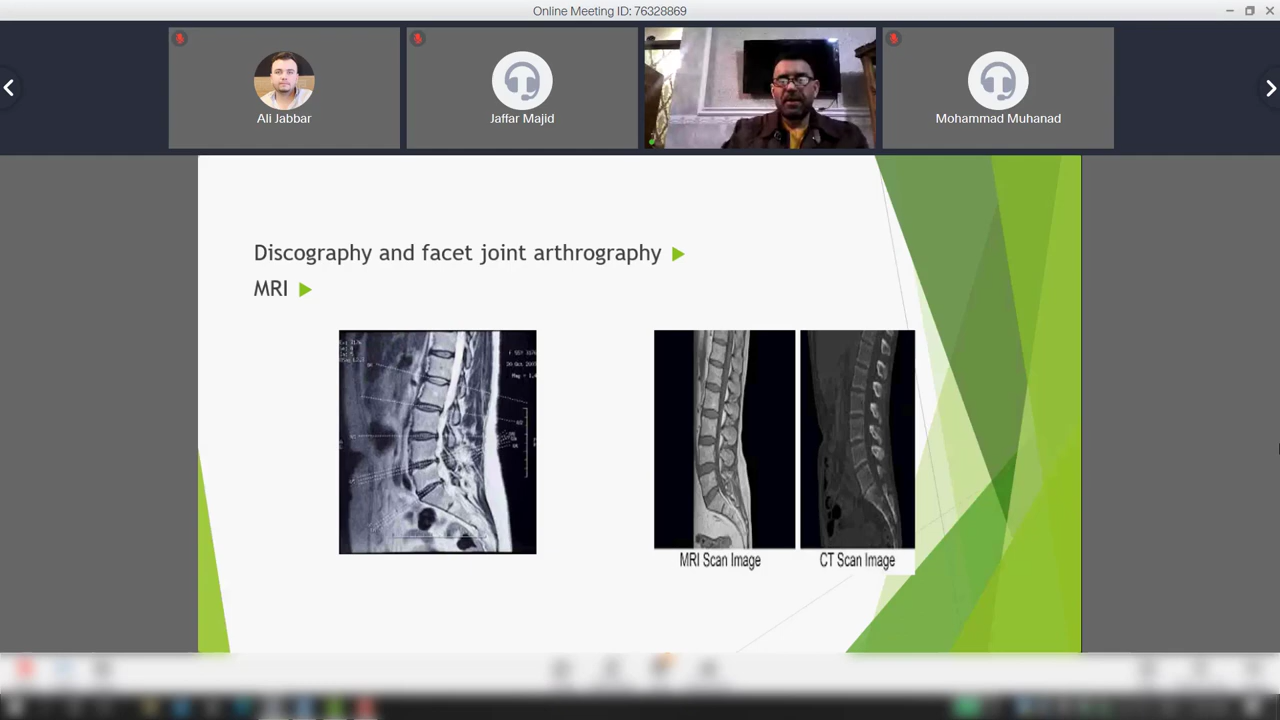 Online Meeting ID: 76328869
Ali Jabbar
Jaffar Majid
Mohammad Muhanad
Discography and facet joint arthrography
MRI
MRI Scan Image
CT Scan Image